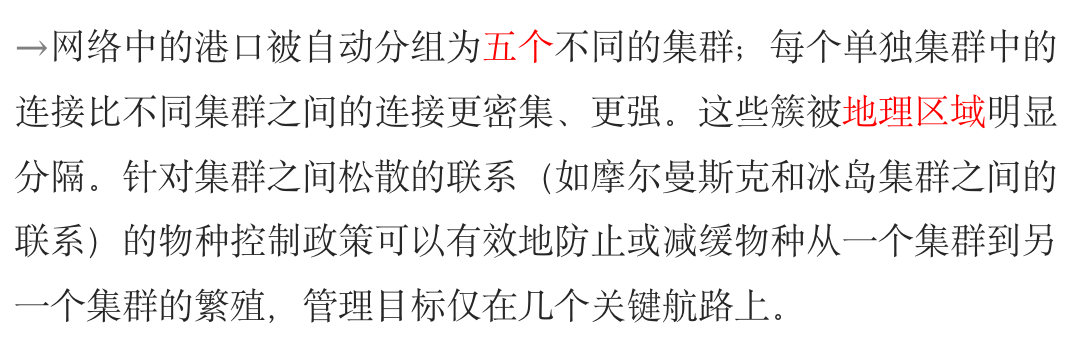 →网络中的港口被自动分组为五个不同的集群；每个单独集群中的
连接比不同集群之间的连接更密集、更强。这些簇被地理区域明显
分隔。针对集群之间松散的联系（如摩尔曼斯克和冰岛集群之间的
联系）的物种控制政策可以有效地防止或减缓物种从一个集群到另
一个集群的繁殖，管理目标仅在几个关键航路上。